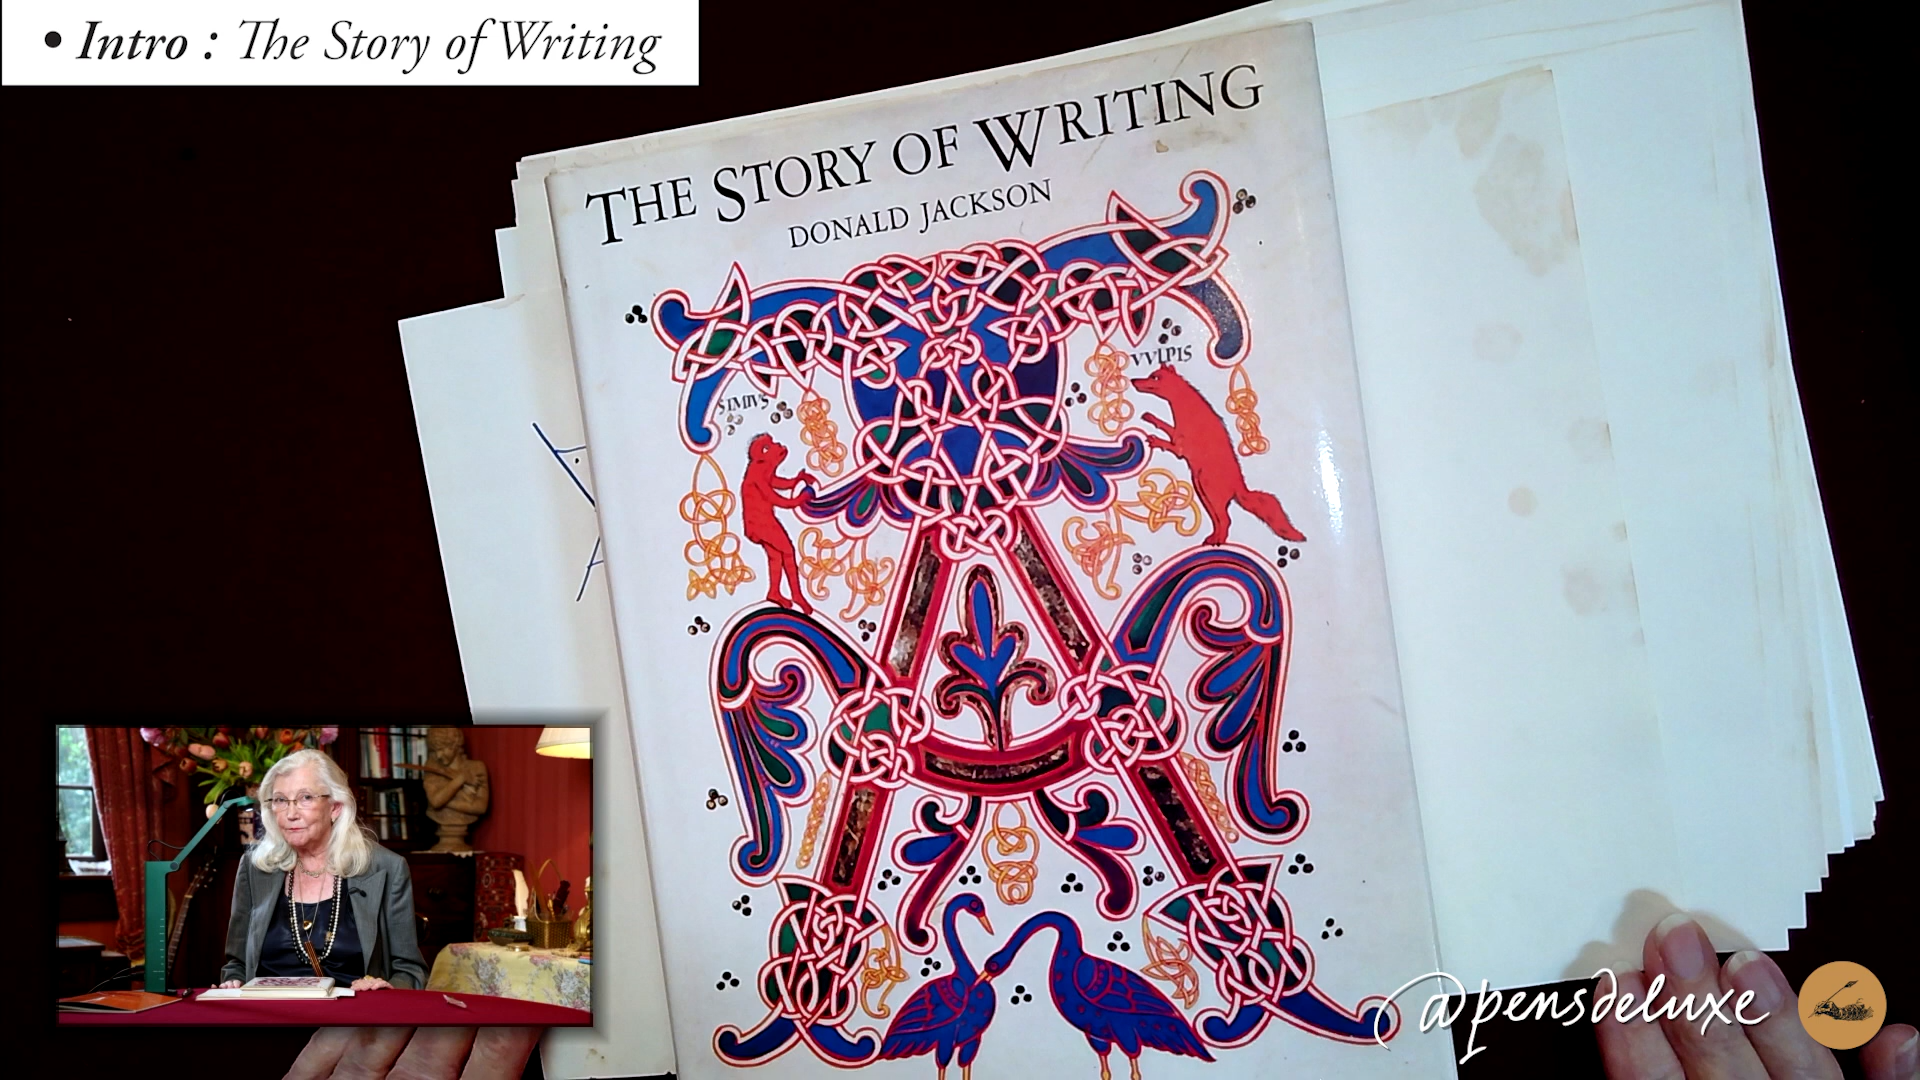 • Intro : The Story of Writing
THE STORY OF WRITING
DONALD JACKSON
VVLPIS
SIMIVS
@pensdeluxe